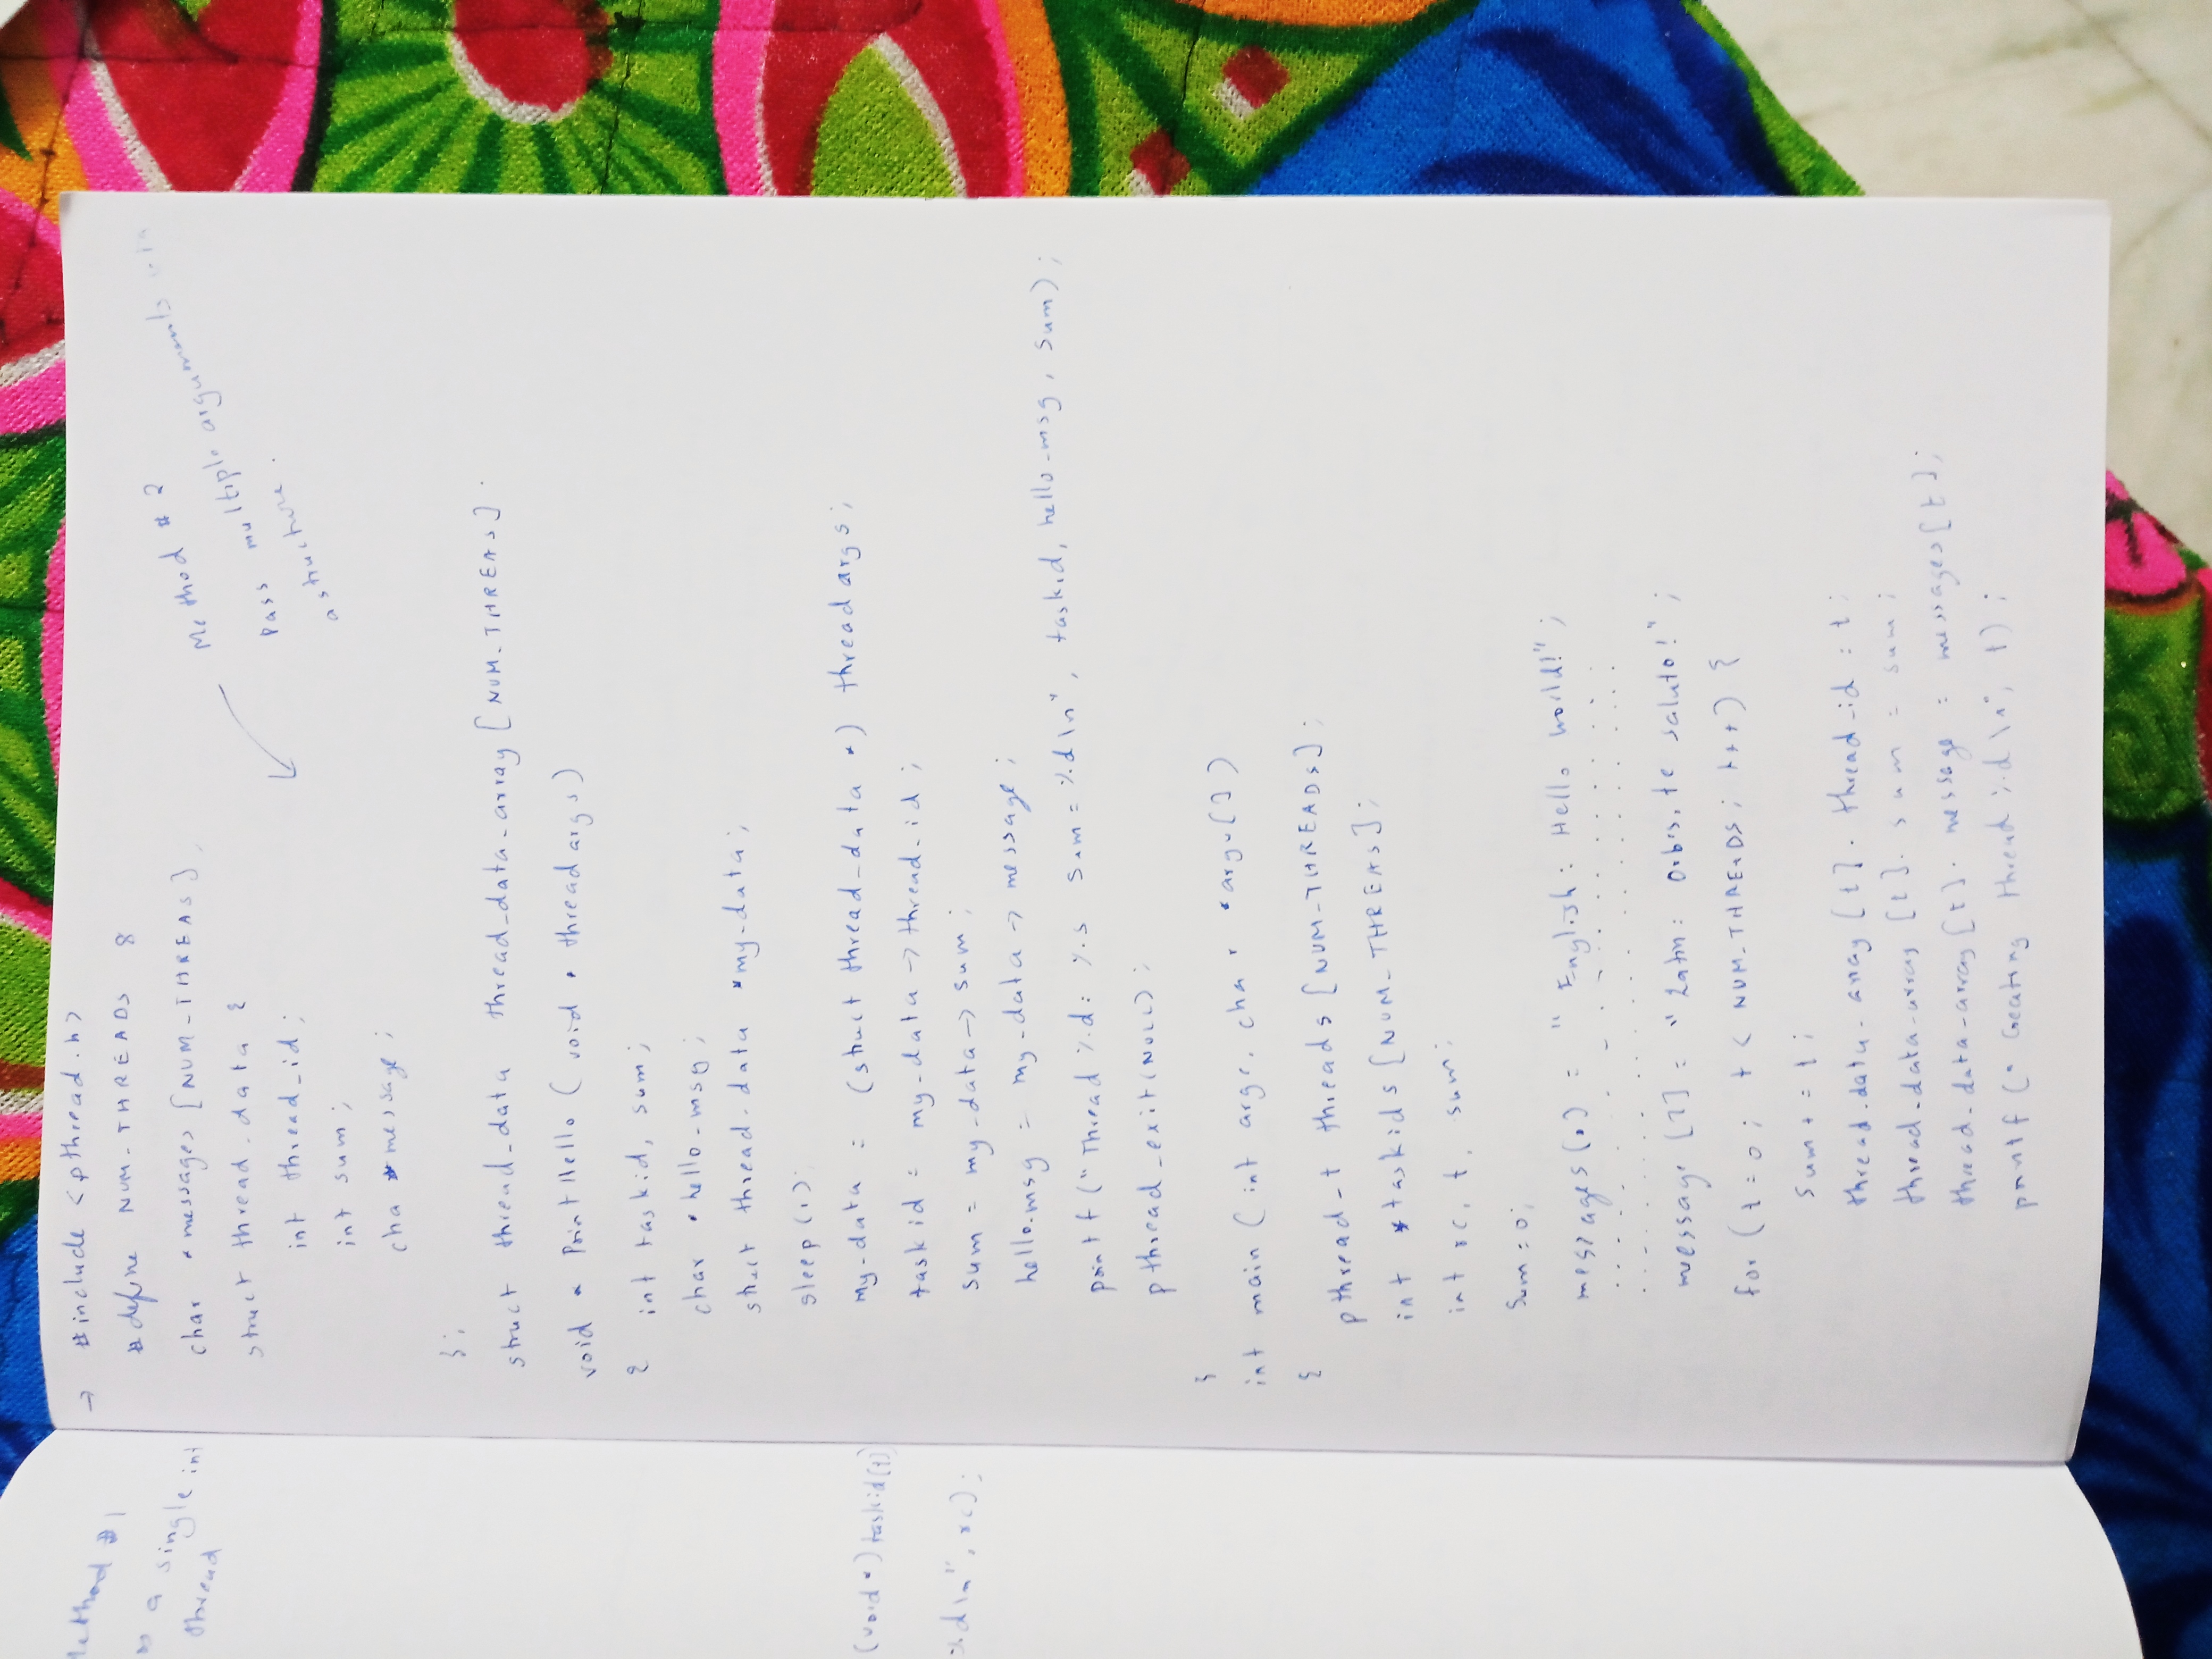 → #include <pthread.h>
#define NUM_THREADS 8
Method # 2
Pass multiple arguments via
a structure.
char *messages [NUM_THREAS],
struct thread_data {
int thread_id;
int sum;
cha *message;
};
struct thread_data thread_data_array [NUM_THREAS].
void * PrintHello ( void * threadargs)
{ int taskid, sum;
char * hello_msg;
struct thread_data *my_data;
sleep(1);
my_data = (struct thread_data *) threadargs;
taskid = my_data → thread_id;
sum = my_data → sum;
hello_msg = my_data → message;
printf ("Thread %d: %s sum = %d\n", taskid, hello_msg, sum);
pthread_exit(NULL);
}
int main (int argc, char *argv[])
{
pthread_t threads [NUM_THREADS];
int *taskids [NUM_THREAS];
int rc, t, sum;
Sum=0;
messages(0) = "English: Hello World!";
message [7] = "Latin: Orbis, te saluto!";
for (t=0; t < NUM_THREADS; t++) {
Sum += t;
thread_data_array [t]. thread_id = t;
thread_data_array [t]. sum = sum;
thread_data_array [t]. message = messages[t];
printf (" Creating thread %d\n", t);
Method #1
a single int
thread
(void *) taskid[t]
%d\n", rc);